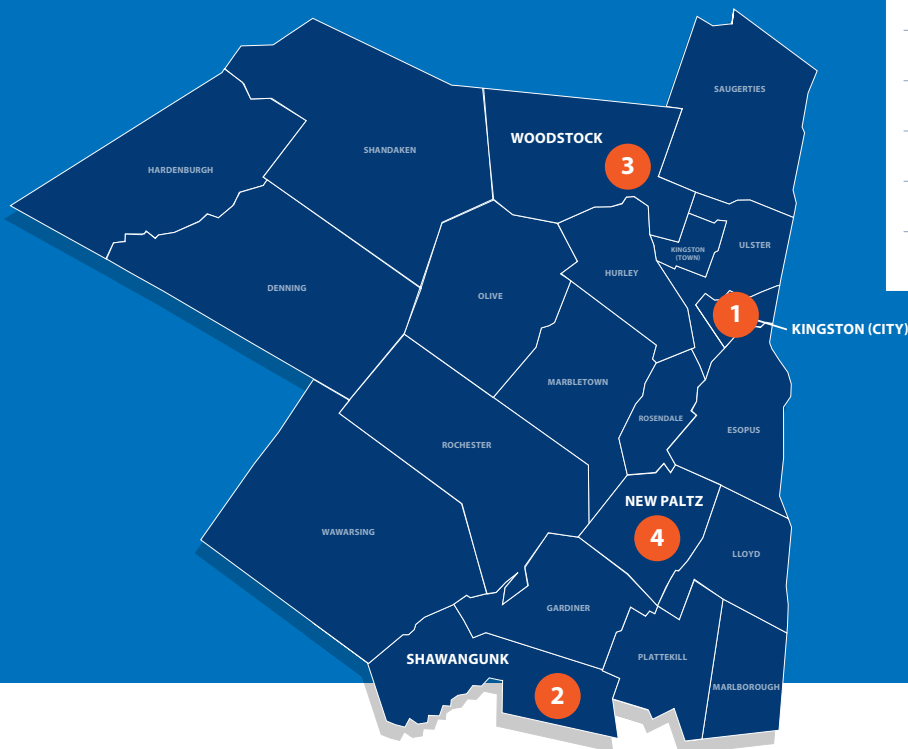 SAUGERTIES
WOODSTOCK
SHANDAKEN
3
HARDENBURGH
ULSTER
KINGSTON
(TOWN)
HURLEY
DENNING
OLIVE
1
KINGSTON (CITY)
MARBLETOWN
ROSENDALE
ESOPUS
ROCHESTER
NEW PALTZ
WAWARSING
4
LLOYD
GARDINER
SHAWANGUNK
PLATTEKILL
MARLBOROUGH
2